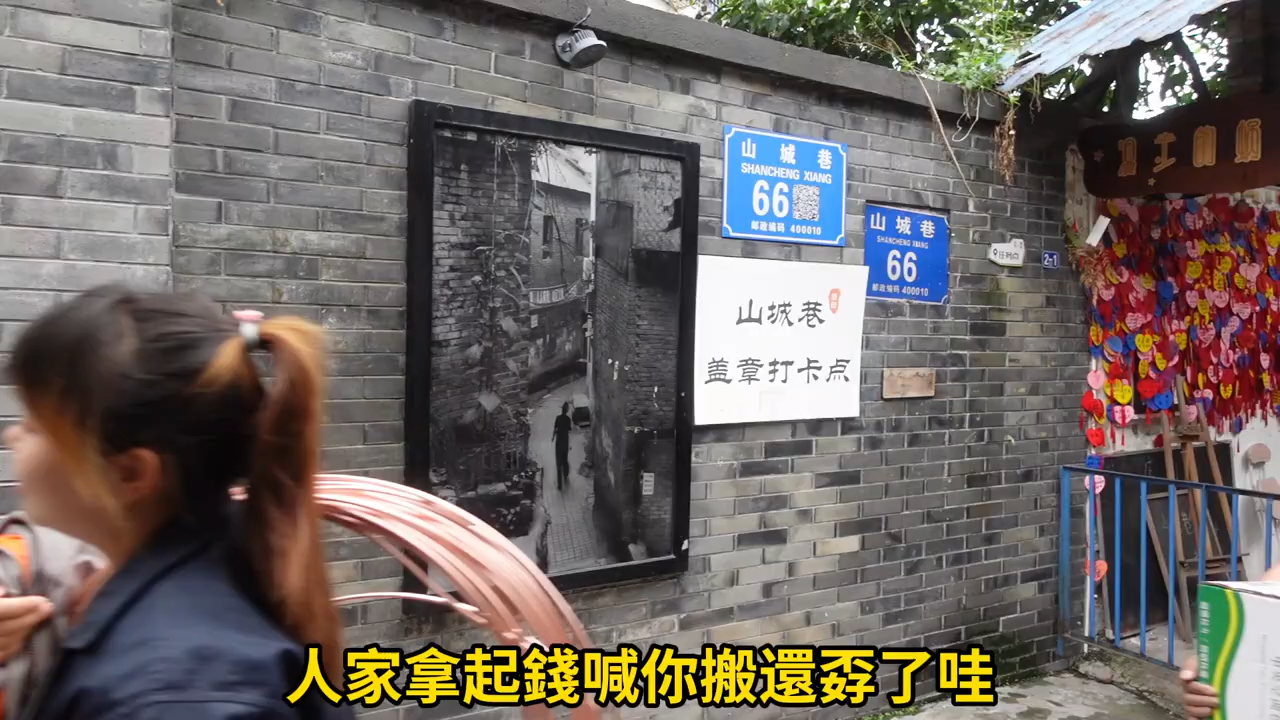 山 城 巷
SHANCHENG XIANG
66
邮政编码 400010
山 城 巷
SHANCHENG XIANG
66
邮政编码 400010
2-1
山城巷
盖章打卡点
人家拿起錢喊你搬還孬了哇